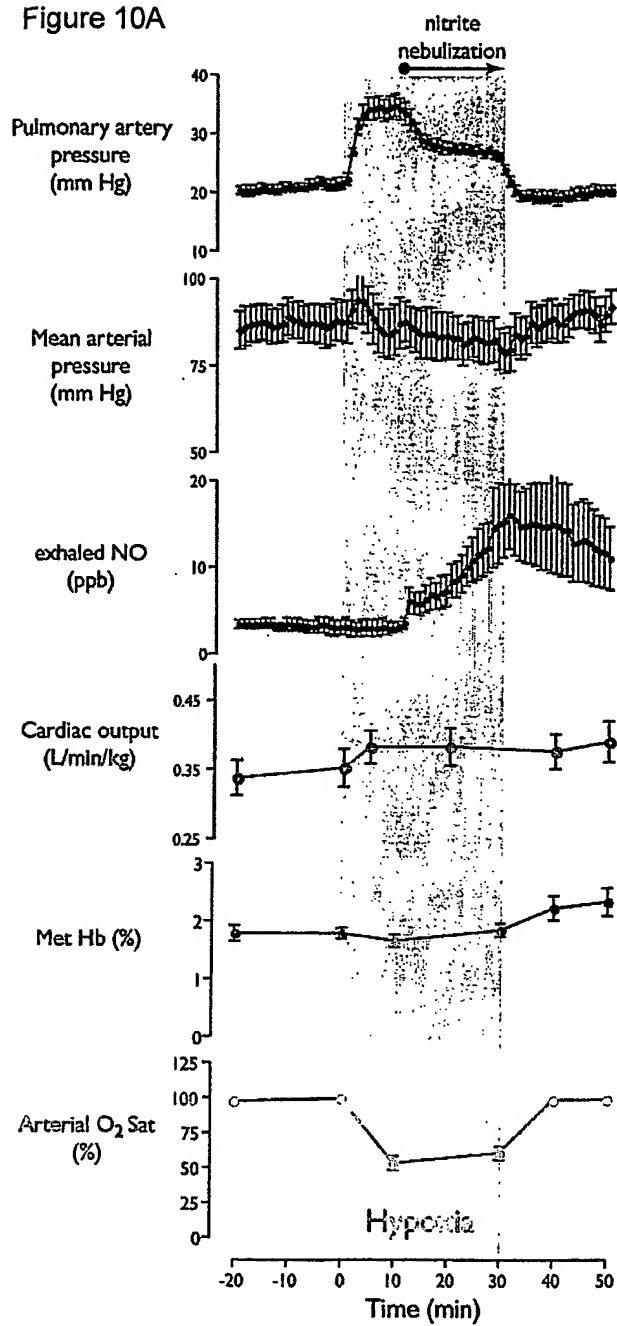 Figure 10A
nitrite
nebulization
40
30
20
10
Pulmonary artery
pressure
(mm Hg)
100
75
50
Mean arterial
pressure
(mm Hg)
20
10
0
exhaled NO
(ppb)
0.45
0.35
0.25
Cardiac output
(L/min/kg)
3
2
1
0
Met Hb (%)
125
100
75
50
25
0
Arterial O₂ Sat
(%)
Hypoxia
-20 -10 0 10 20 30 40 50
Time (min)